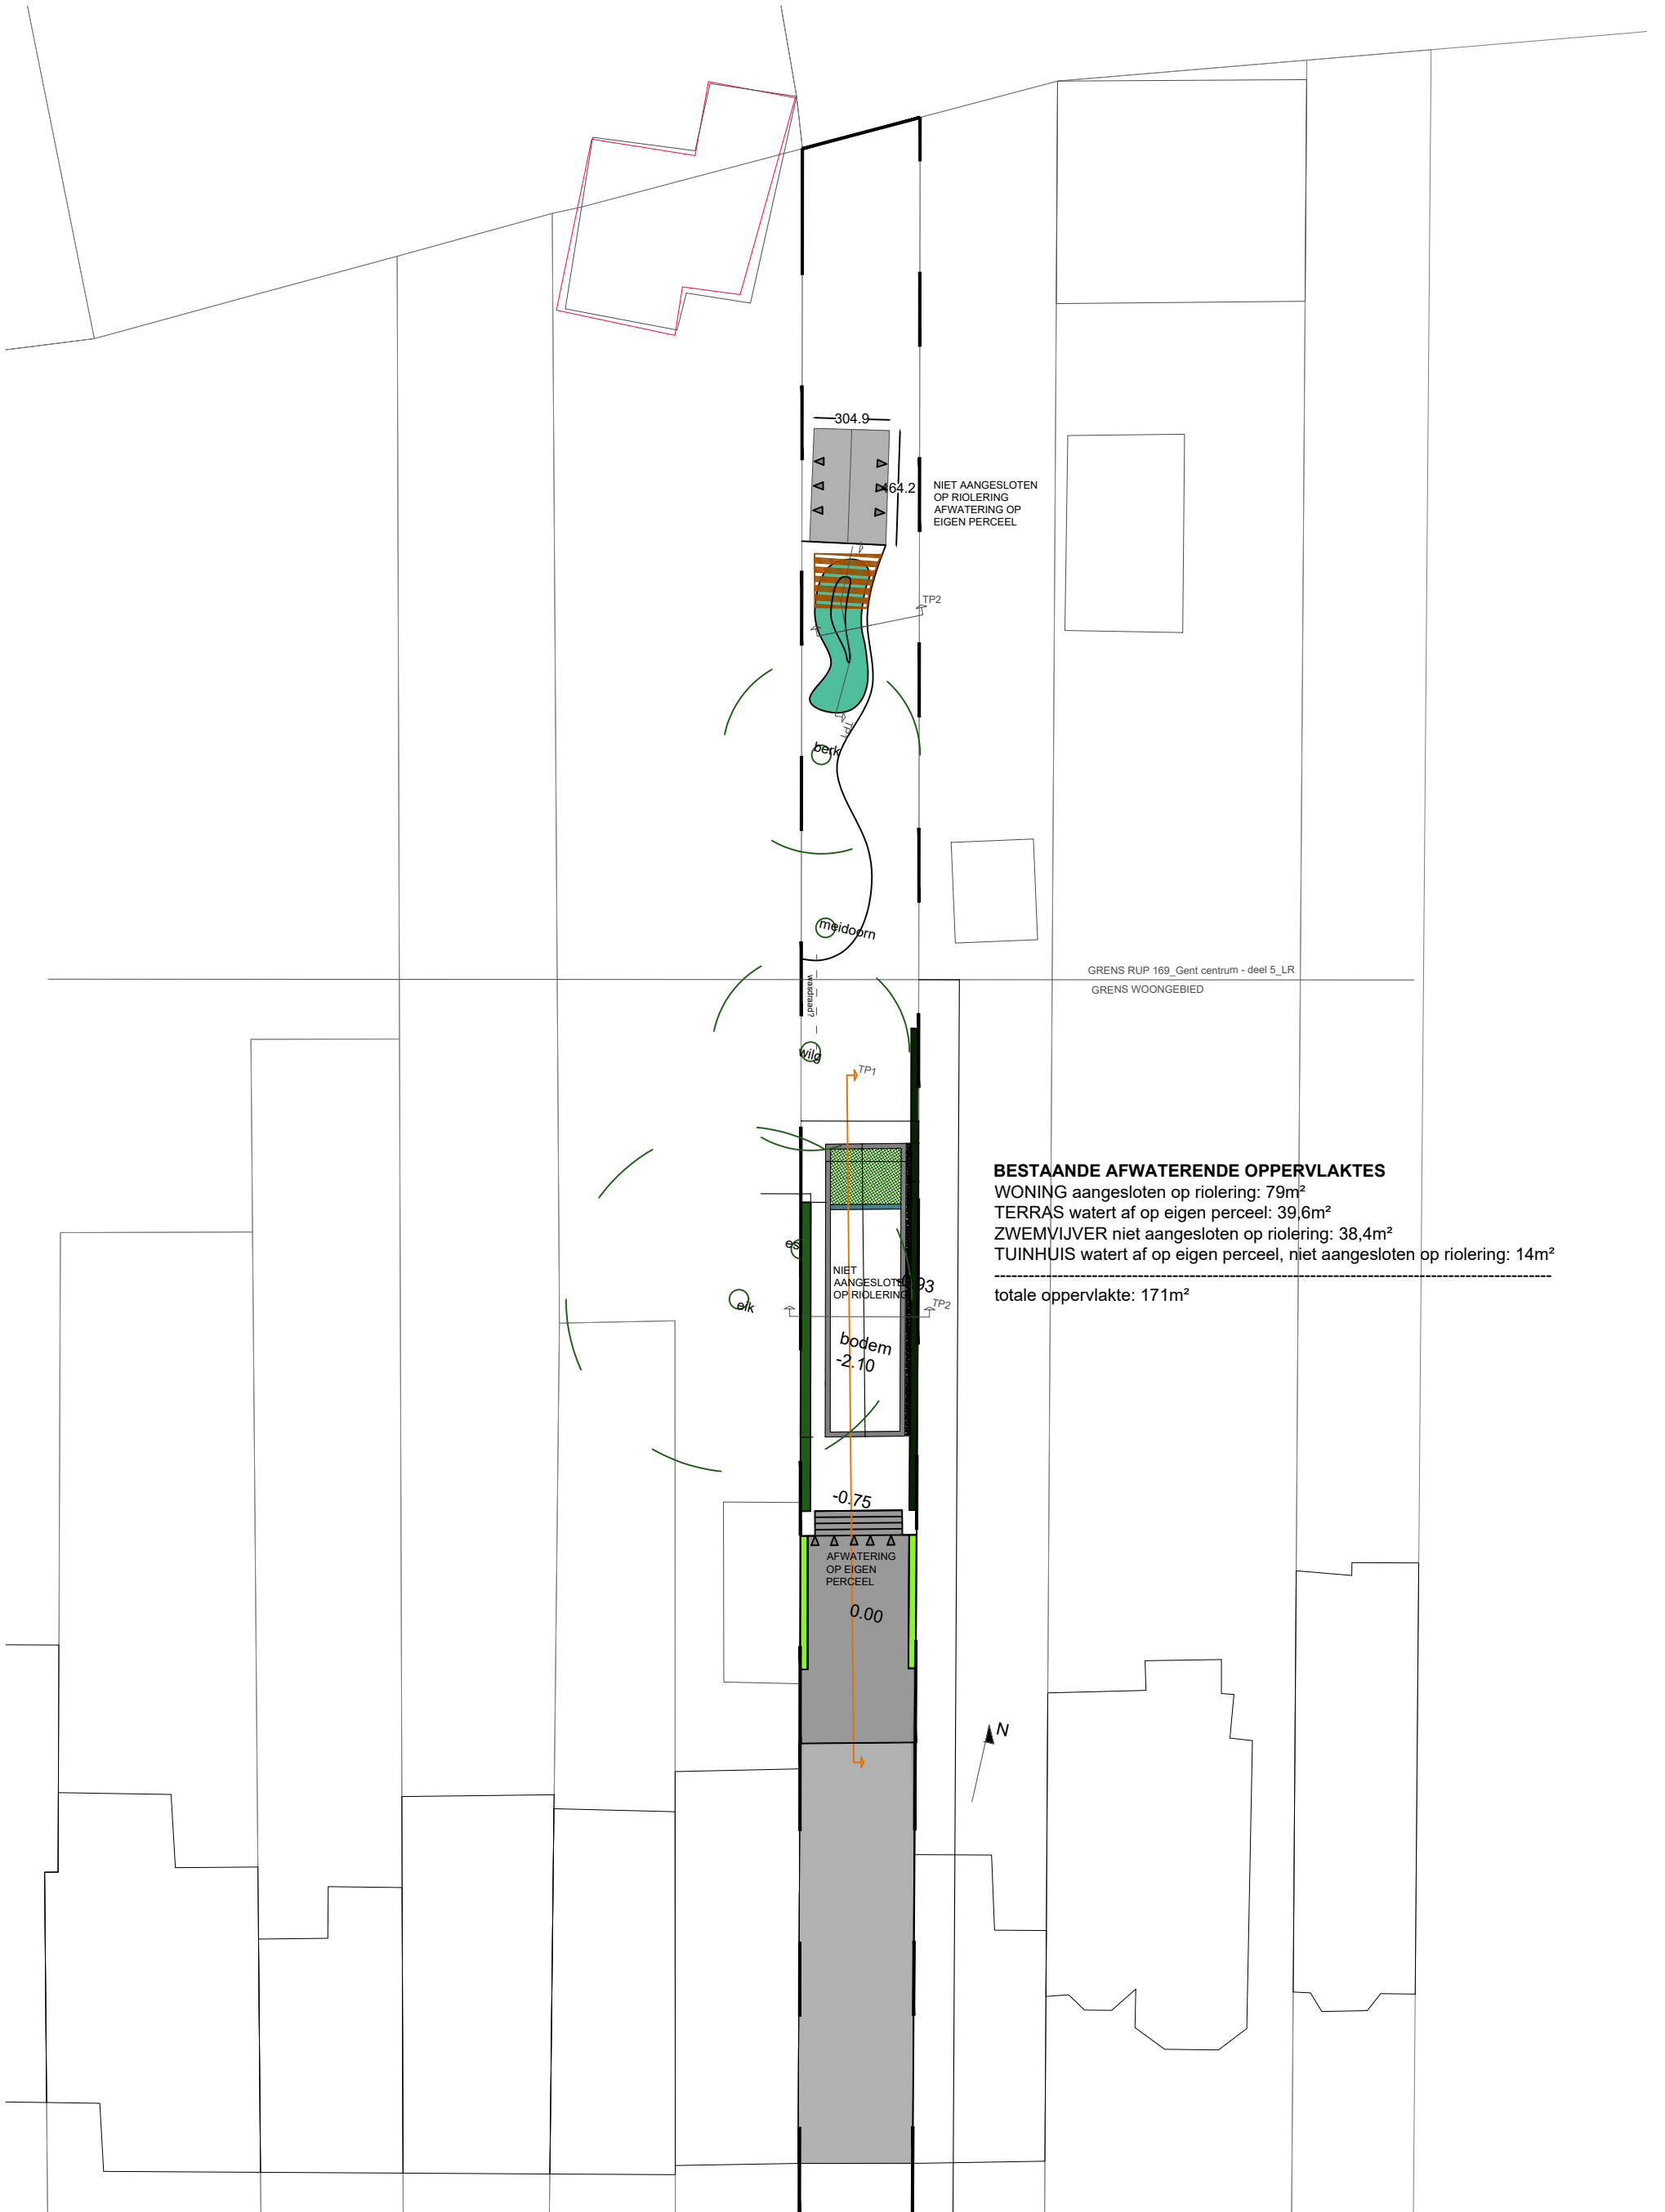 304.9
464.2
NIET AANGESLOTEN
OP RIOLERING
AFWATERING OP
EIGEN PERCEEL
TP2
TP1
berk
meidoorn
GRENS RUP 169_Gent centrum - deel 5_LR
GRENS WOONGEBIED
wasdraad?
wilg
TP1
BESTAANDE AFWATERENDE OPPERVLAKTES
WONING aangesloten op riolering: 79m²
TERRAS watert af op eigen perceel: 39,6m²
ZWEMVIJVER niet aangesloten op riolering: 38,4m²
TUINHUIS watert af op eigen perceel, niet aangesloten op riolering: 14m²
totale oppervlakte: 171m²
es
NIET
AANGESLOTEN
OP RIOLERING
eik
TP2
bodem
-2.10
-0.75
AFWATERING
OP EIGEN
PERCEEL
0.00
N